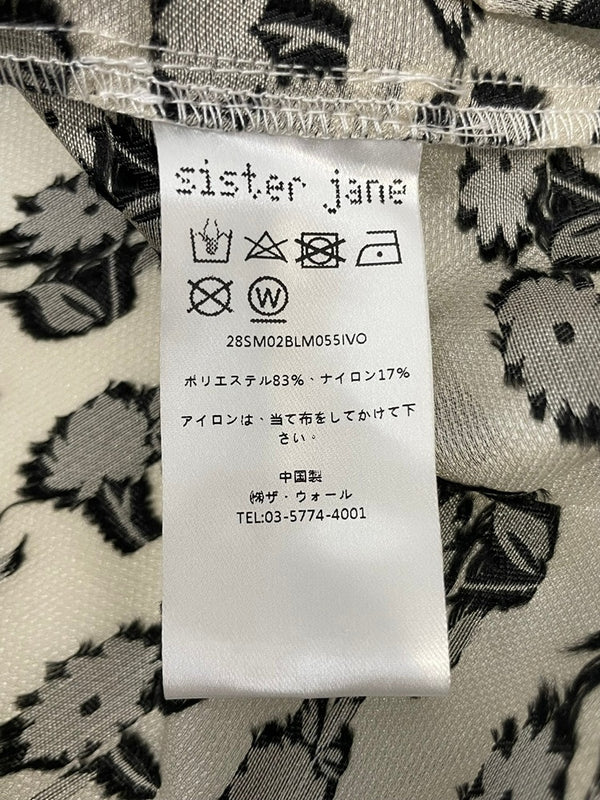 sister jane
W
28SM02BLM055IVO
ポリエステル83%・ナイロン17%
アイロンは、当て布をしてかけて下
さい。
中国製
㈱ザ・ウォール
TEL:03-5774-4001